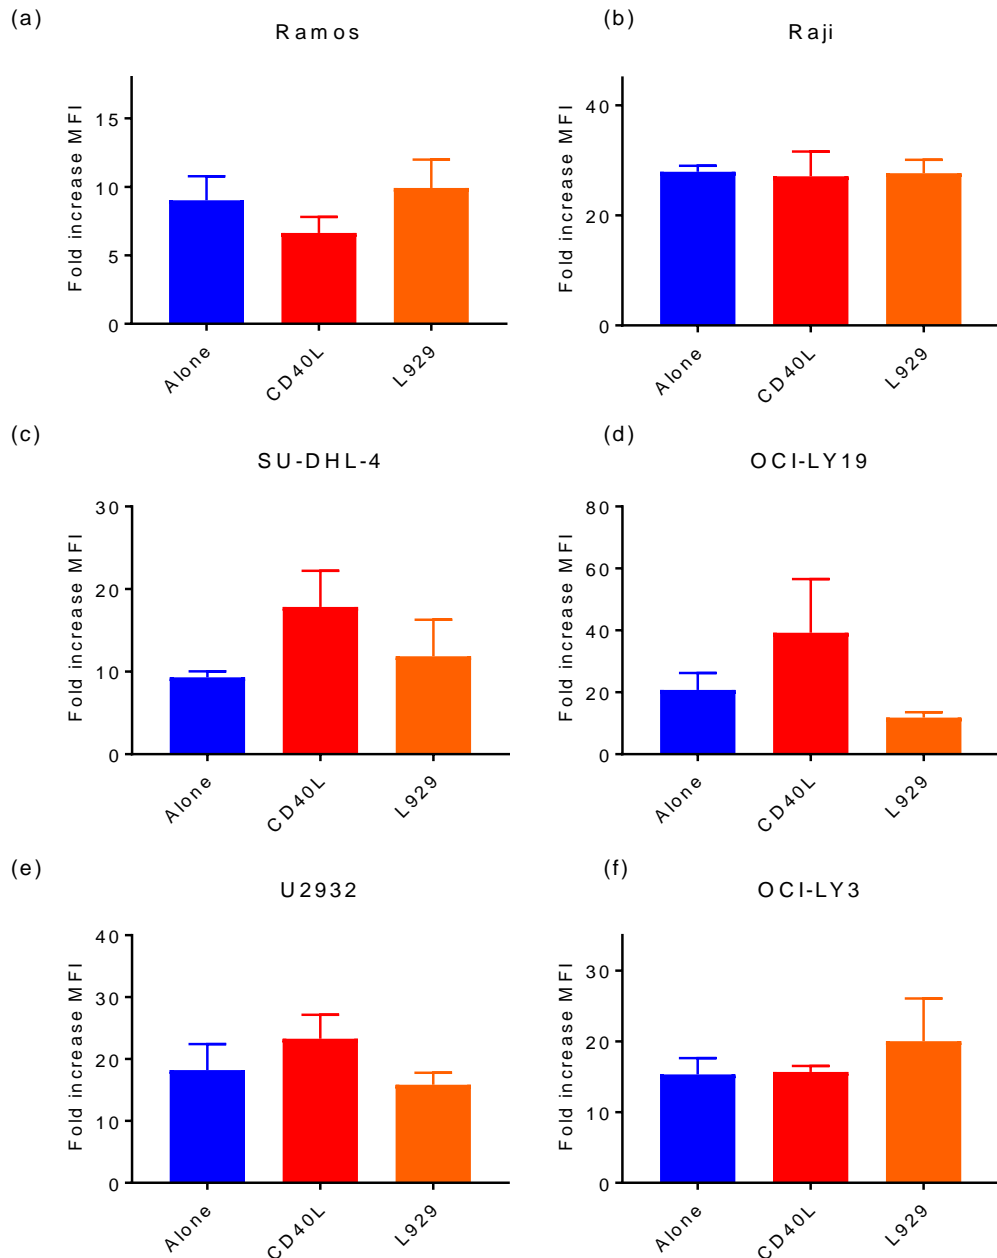 (a)
Ramos
Fold increase MFI
15
10
5
0
Alone
CD40L
L929
(b)
Raji
Fold increase MFI
40
20
0
Alone
CD40L
L929
(c)
SU-DHL-4
Fold increase MFI
30
20
10
0
Alone
CD40L
L929
(d)
OCI-LY19
Fold increase MFI
80
60
40
20
0
Alone
CD40L
L929
(e)
U2932
Fold increase MFI
40
30
20
10
0
Alone
CD40L
L929
(f)
OCI-LY3
Fold increase MFI
30
20
10
0
Alone
CD40L
L929